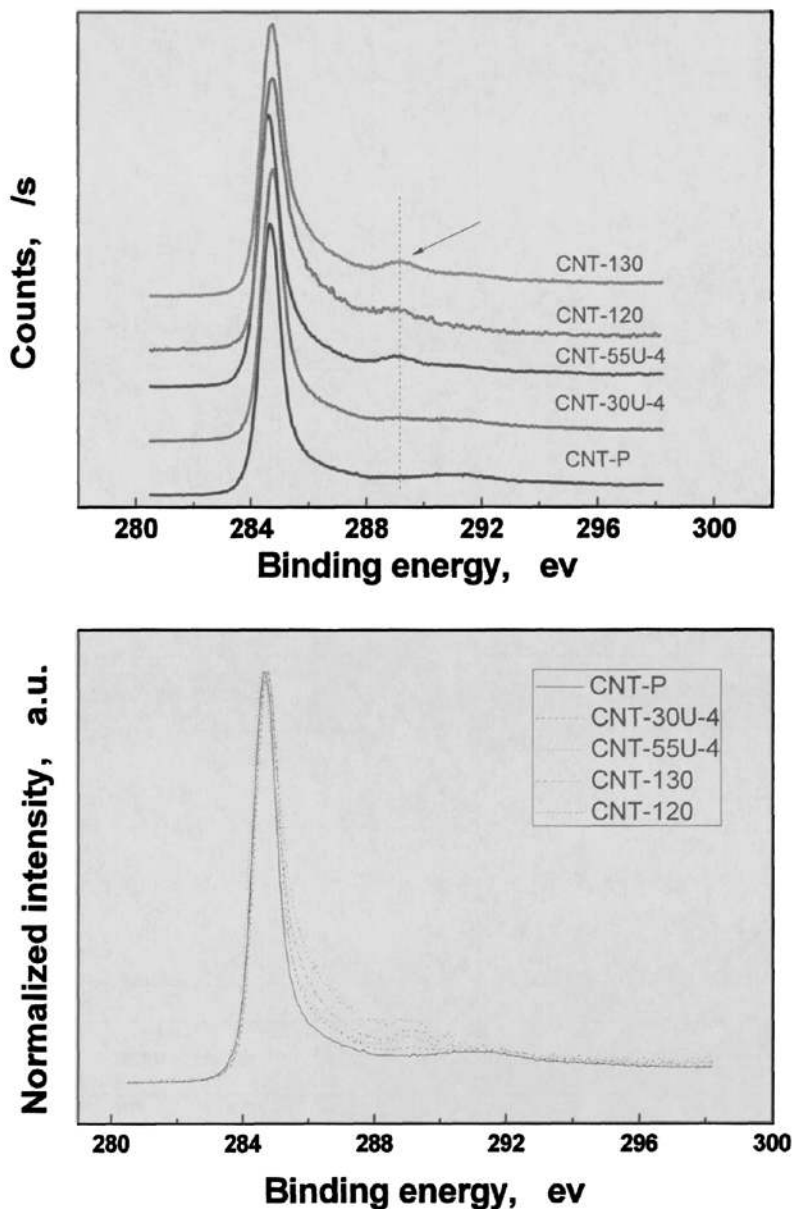 Counts, /s
CNT-130
CNT-120
CNT-55U-4
CNT-30U-4
CNT-P
280 284 288 292 296 300
Binding energy, ev
Normalized intensity, a.u.
CNT-P
CNT-30U-4
CNT-55U-4
CNT-130
CNT-120
280 284 288 292 296 300
Binding energy, ev